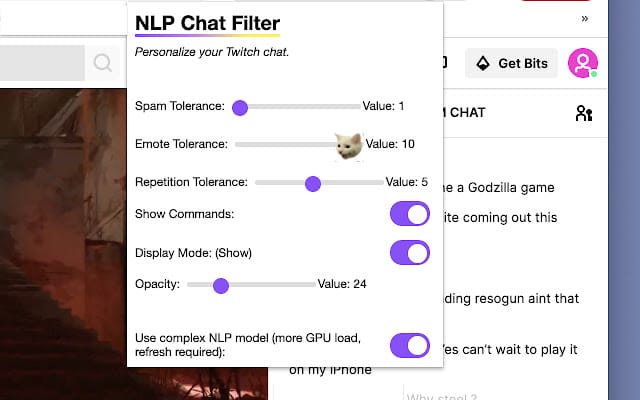 NLP Chat Filter
»
Personalize your Twitch chat.
Get Bits
Spam Tolerance: Value: 1
CHAT
Emote Tolerance: Value: 10
Repetition Tolerance: Value: 5
e a Godzilla game
Show Commands:
ite coming out this
Display Mode: (Show)
Opacity: Value: 24
ding resogun aint that
Use complex NLP model (more GPU load,
refresh required):
es can't wait to play it
on my iPhone
Why steel ?